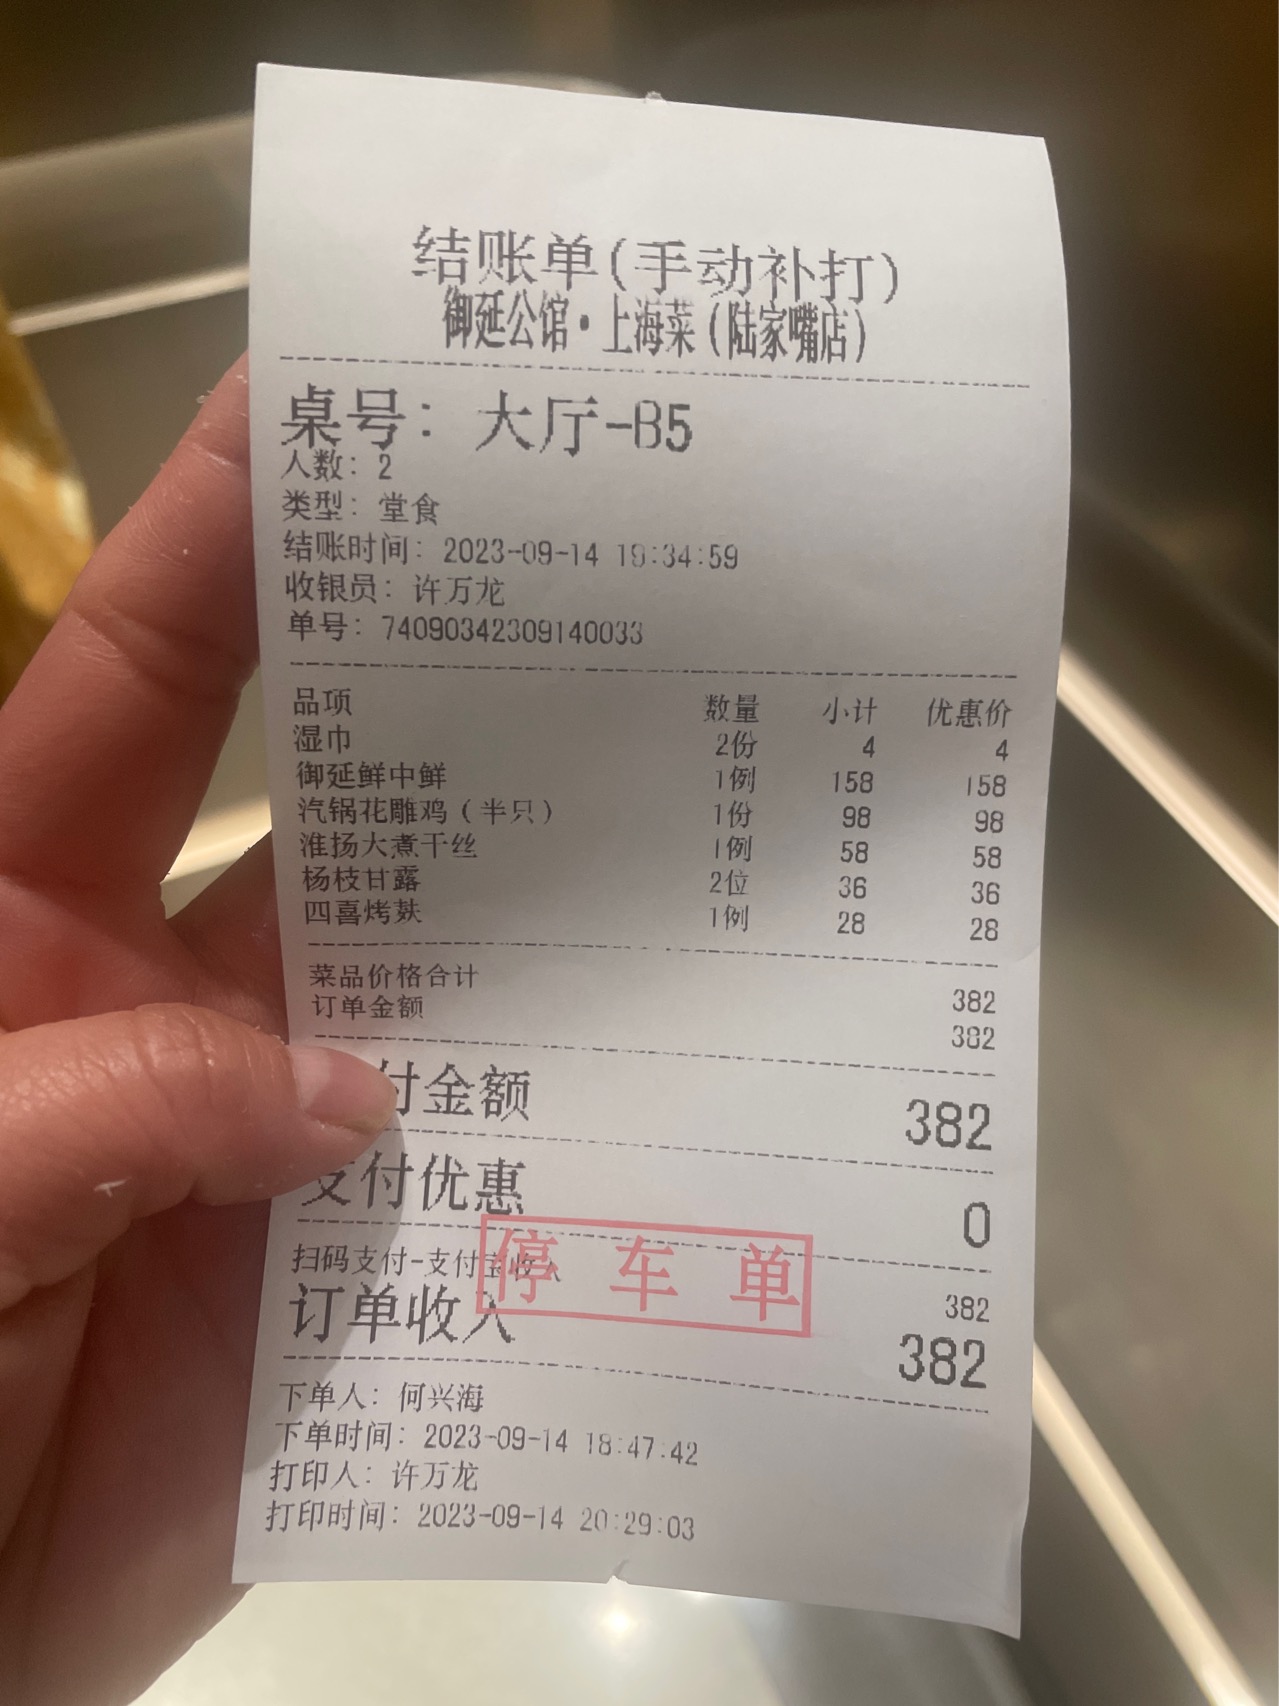 结账单(手动补打)
御延公馆·上海菜(陆家嘴店)
桌号: 大厅-B5
人数: 2
类型: 堂食
结账时间: 2023-09-14 19:34:59
收银员: 许万龙
单号: 74090342309140033
品项 数量 小计 优惠价
湿巾 2份 4 4
御延鲜中鲜 1例 158 158
汽锅花雕鸡(半只) 1份 98 98
淮扬大煮干丝 1例 58 58
杨枝甘露 2位 36 36
四喜烤麸 1例 28 28
菜品价格合计 382
订单金额 382
付金额 382
支付优惠 0
扫码支付-支付宝收入 382
停车单
订单收入 382
下单人: 何兴海
下单时间: 2023-09-14 18:47:42
打印人: 许万龙
打印时间: 2023-09-14 20:29:03